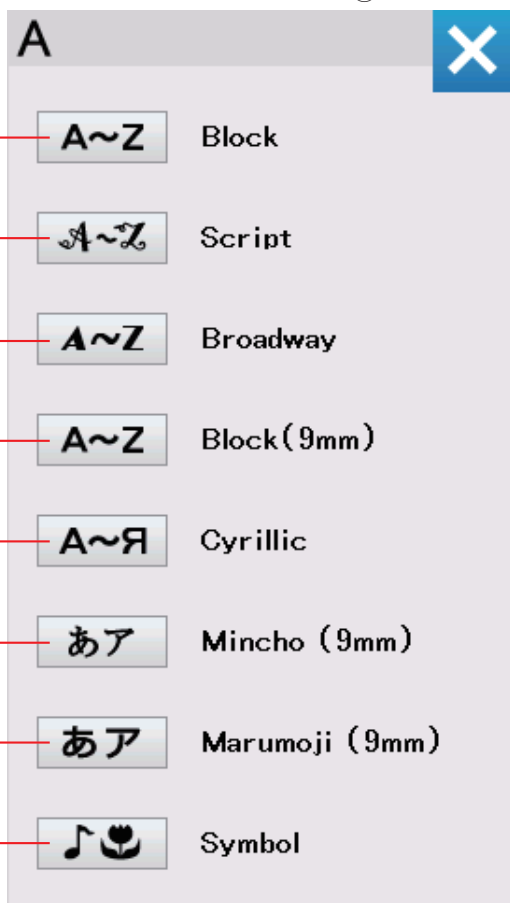 A
A~Z Block
A~Z Script
A~Z Broadway
A~Z Block(9mm)
A~Я Cyrillic
あア Mincho (9mm)
あア Marumoji (9mm)
Symbol